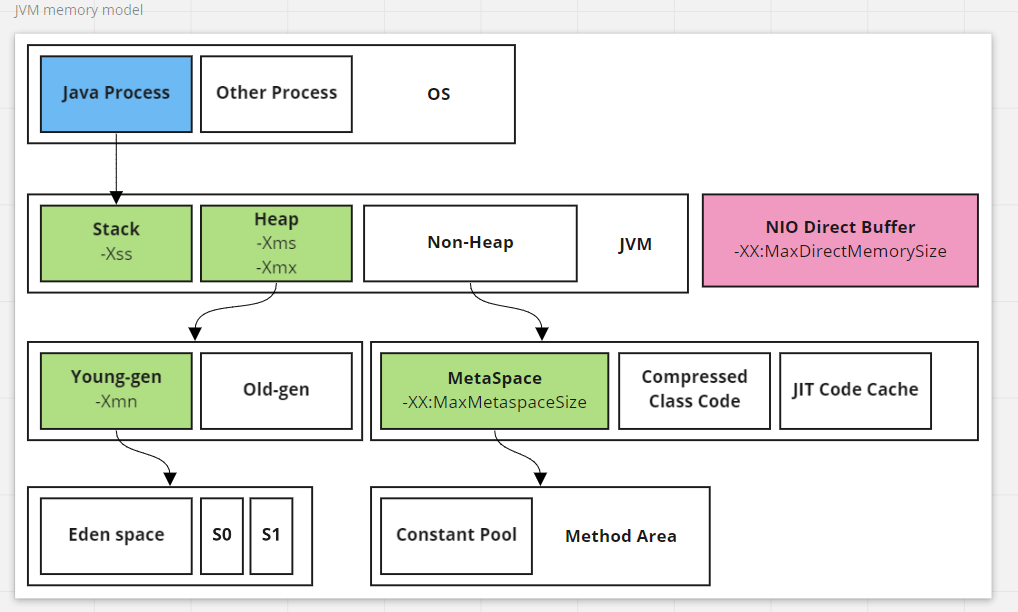 JVM memory model
Java Process
Other Process
OS
Stack
-Xss
Heap
-Xms
-Xmx
Non-Heap
JVM
NIO Direct Buffer
-XX:MaxDirectMemorySize
Young-gen
-Xmn
Old-gen
MetaSpace
-XX:MaxMetaspaceSize
Compressed
Class Code
JIT Code Cache
Eden space
S0
S1
Constant Pool
Method Area